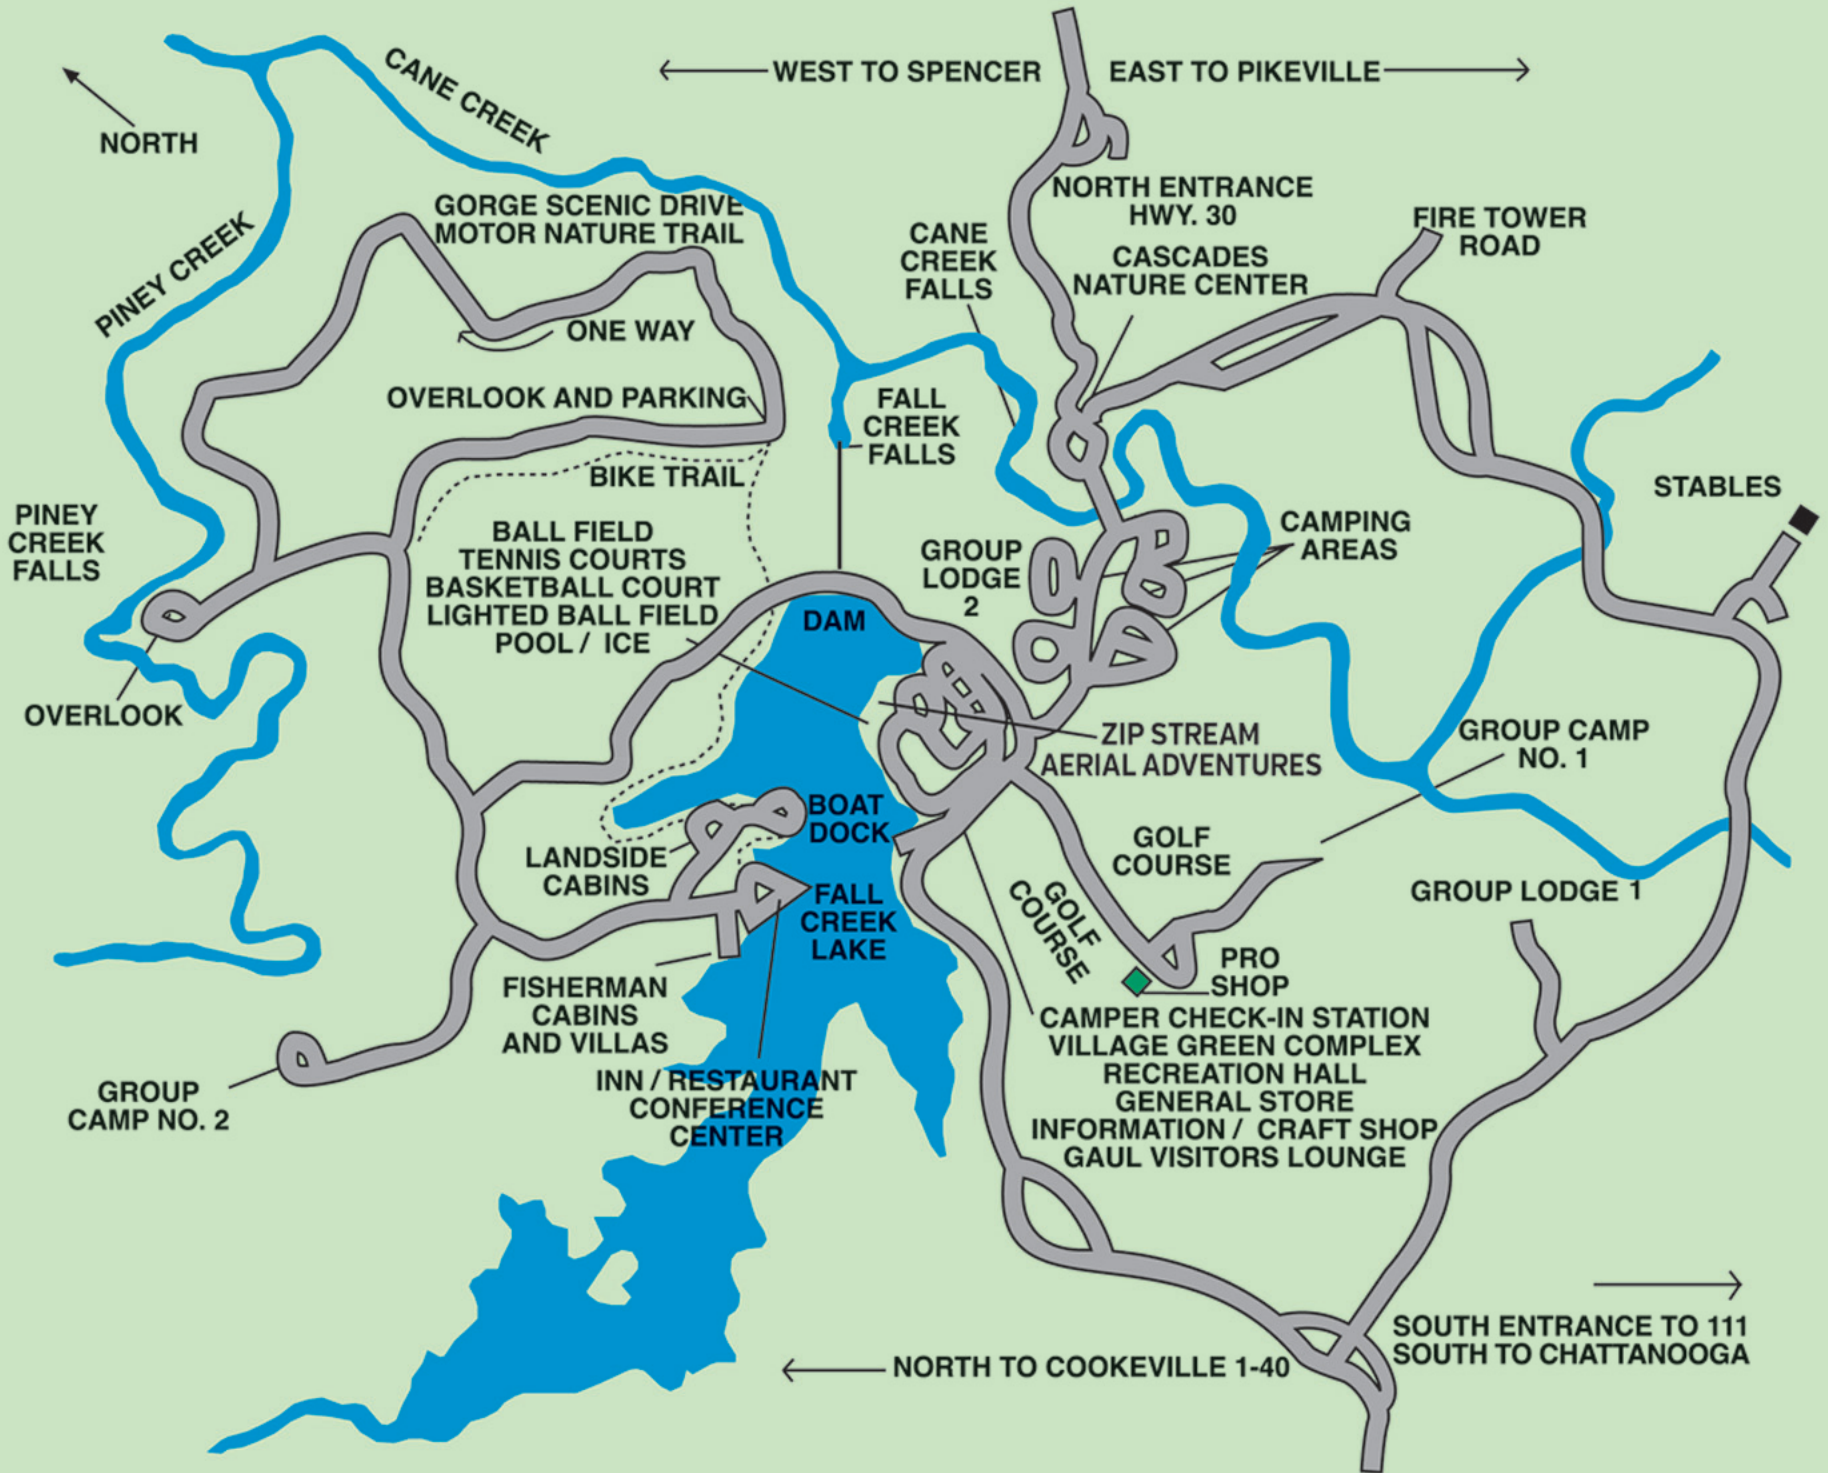 CANE CREEK
WEST TO SPENCER
EAST TO PIKEVILLE
NORTH
NORTH ENTRANCE
HWY. 30
GORGE SCENIC DRIVE
MOTOR NATURE TRAIL
FIRE TOWER
ROAD
CANE
CREEK
FALLS
CASCADES
NATURE CENTER
PINEY CREEK
ONE WAY
OVERLOOK AND PARKING
FALL
CREEK
FALLS
BIKE TRAIL
STABLES
PINEY
CREEK
FALLS
BALL FIELD
TENNIS COURTS
BASKETBALL COURT
LIGHTED BALL FIELD
POOL / ICE
GROUP
LODGE
2
CAMPING
AREAS
DAM
OVERLOOK
ZIP STREAM
AERIAL ADVENTURES
GROUP CAMP
NO. 1
BOAT
DOCK
LANDSIDE
CABINS
GOLF
COURSE
GOLF
COURSE
GROUP LODGE 1
FALL
CREEK
LAKE
PRO
SHOP
FISHERMAN
CABINS
AND VILLAS
CAMPER CHECK-IN STATION
VILLAGE GREEN COMPLEX
RECREATION HALL
GENERAL STORE
INFORMATION / CRAFT SHOP
GAUL VISITORS LOUNGE
INN / RESTAURANT
CONFERENCE
CENTER
GROUP
CAMP NO. 2
SOUTH ENTRANCE TO 111
SOUTH TO CHATTANOOGA
NORTH TO COOKEVILLE 1-40